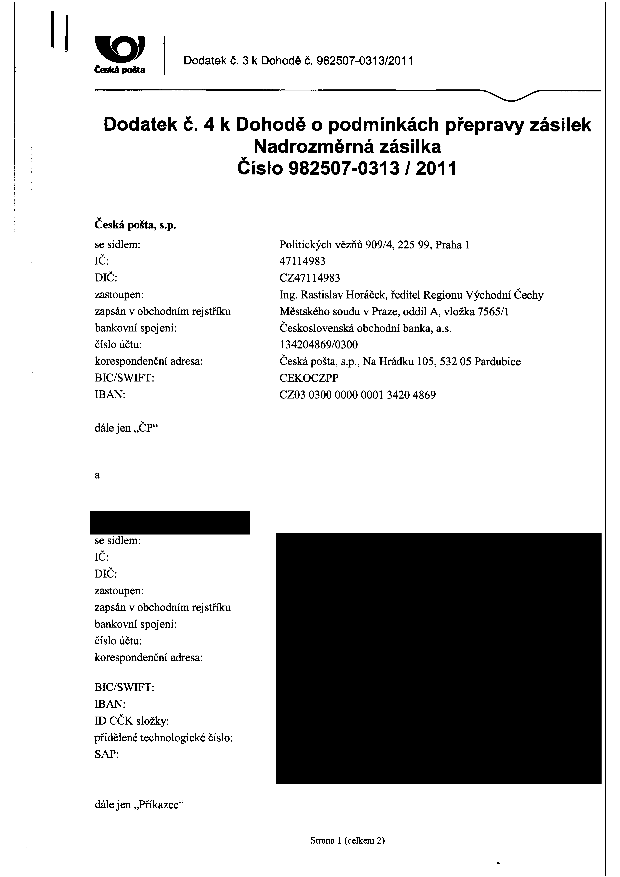 Česká pošta
Dodatek č. 3 k Dohodě č. 982507-0313/2011
Dodatek č. 4 k Dohodě o podmínkách přepravy zásilek
Nadrozměrná zásilka
Číslo 982507-0313 / 2011
Česká pošta, s.p.
se sídlem: Politických vězňů 909/4, 225 99, Praha 1
IČ: 47114983
DIČ: CZ47114983
zastoupen: Ing. Rastislav Horáček, ředitel Regionu Východní Čechy
zapsán v obchodním rejstříku Městského soudu v Praze, oddíl A, vložka 7565/1
bankovní spojení: Československá obchodní banka, a.s.
číslo účtu: 134204869/0300
korespondenční adresa: Česká pošta, s.p., Na Hrádku 105, 532 05 Pardubice
BIC/SWIFT: CEKOCZPP
IBAN: CZ03 0300 0000 0001 3420 4869
dále jen „ČP“
a
se sídlem:
IČ:
DIČ:
zastoupen:
zapsán v obchodním rejstříku
bankovní spojení:
číslo účtu:
korespondenční adresa:
BIC/SWIFT:
IBAN:
ID CČK složky:
přidělené technologické číslo:
SAP:
dále jen „Příkazce“
Strana 1 (celkem 2)